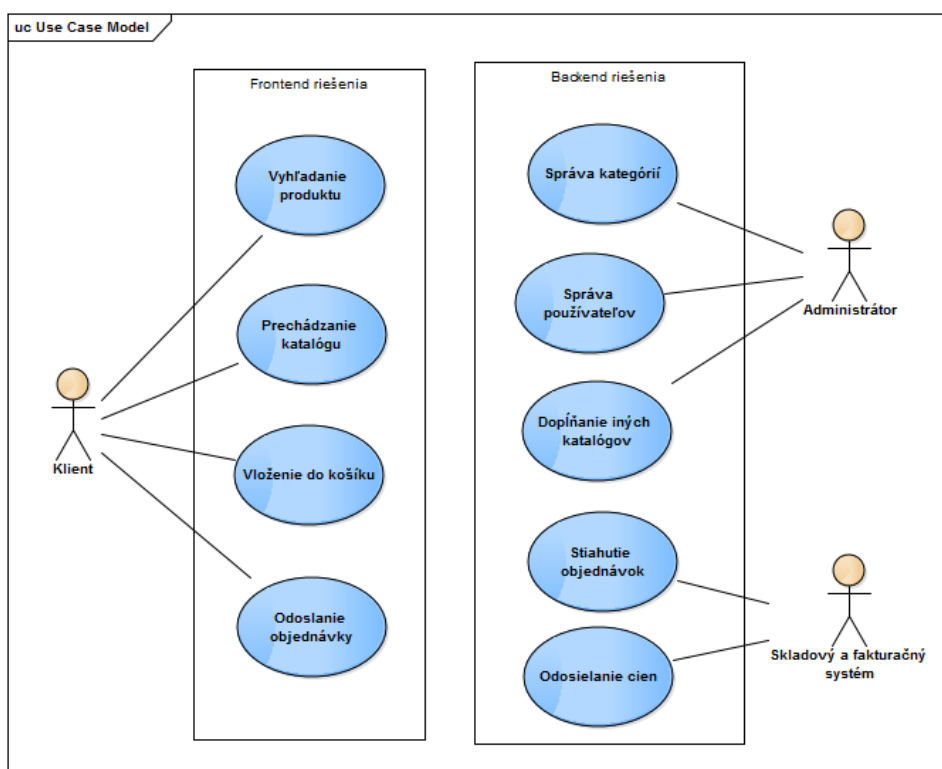 uc Use Case Model
Frontend riešenia
Vyhľadanie
produktu
Prechádzanie
katalógu
Vloženie do košíku
Odoslanie
objednávky
Klient
Backend riešenia
Správa kategórií
Správa
používateľov
Dopĺňanie iných
katalógov
Stiahutie
objednávok
Odosielanie cien
Administrátor
Skladový a fakturačný
systém